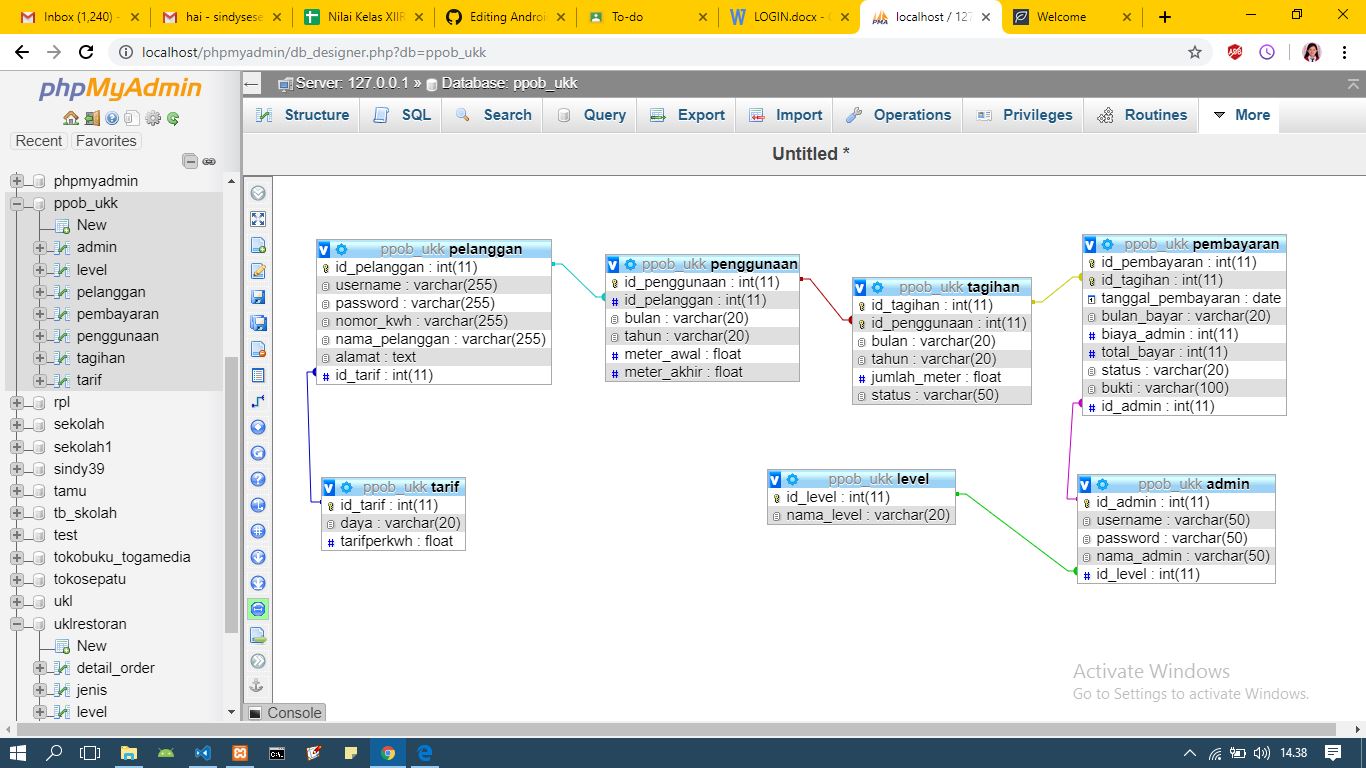 Inbox (1,240) -
hai - sindysese
Nilai Kelas XIIR
Editing Androi
To-do
LOGIN.docx - G
localhost / 127
Welcome
localhost/phpmyadmin/db_designer.php?db=ppob_ukk
phpMyAdmin
Recent
Favorites
phpmyadmin
ppob_ukk
New
admin
level
pelanggan
pembayaran
penggunaan
tagihan
tarif
rpl
sekolah
sekolah1
sindy39
tamu
tb_skolah
test
tokobuku_togamedia
tokosepatu
ukl
uklrestoran
New
detail_order
jenis
level
Server: 127.0.0.1 » Database: ppob_ukk
Structure
SQL
Search
Query
Export
Import
Operations
Privileges
Routines
More
Untitled *
ppob_ukk pelanggan
id_pelanggan : int(11)
username : varchar(255)
password : varchar(255)
nomor_kwh : varchar(255)
nama_pelanggan : varchar(255)
alamat : text
id_tarif : int(11)
ppob_ukk penggunaan
id_penggunaan : int(11)
id_pelanggan : int(11)
bulan : varchar(20)
tahun : varchar(20)
meter_awal : float
meter_akhir : float
ppob_ukk tagihan
id_tagihan : int(11)
id_penggunaan : int(11)
bulan : varchar(20)
tahun : varchar(20)
jumlah_meter : float
status : varchar(50)
ppob_ukk pembayaran
id_pembayaran : int(11)
id_tagihan : int(11)
tanggal_pembayaran : date
bulan_bayar : varchar(20)
biaya_admin : int(11)
total_bayar : int(11)
status : varchar(20)
bukti : varchar(100)
id_admin : int(11)
ppob_ukk tarif
id_tarif : int(11)
daya : varchar(20)
tarifperkwh : float
ppob_ukk level
id_level : int(11)
nama_level : varchar(20)
ppob_ukk admin
id_admin : int(11)
username : varchar(50)
password : varchar(50)
nama_admin : varchar(50)
id_level : int(11)
Activate Windows
Go to Settings to activate Windows.
Console
14.38